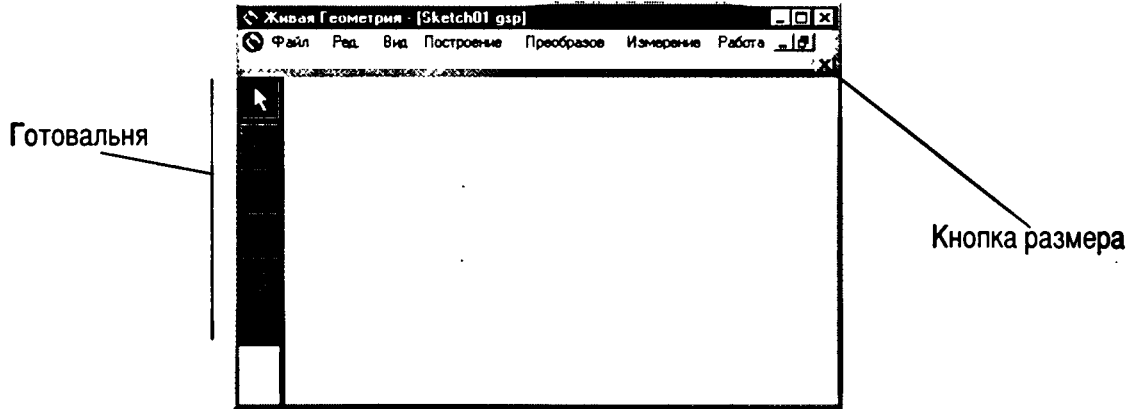 Живая Геометрия - [Sketch01 gsp]
Файл Ред. Вид Построение Преобразов Измерение Работа
Готовальня
Кнопка размера